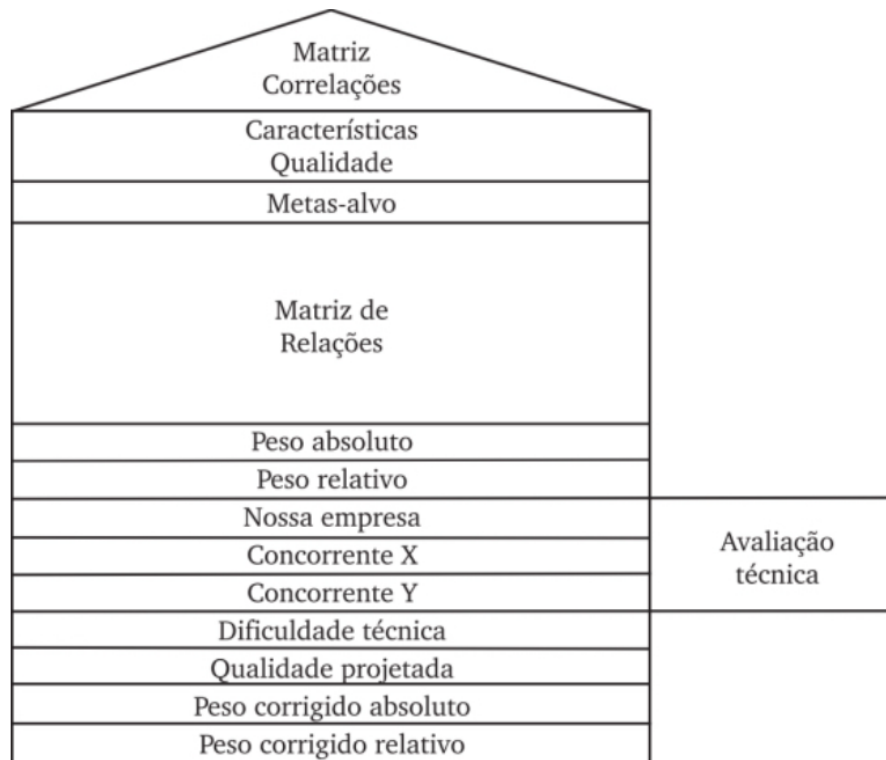 Matriz
Correlações
Características
Qualidade
Metas-alvo
Matriz de
Relações
Peso absoluto
Peso relativo
Nossa empresa
Concorrente X
Concorrente Y
Avaliação
técnica
Dificuldade técnica
Qualidade projetada
Peso corrigido absoluto
Peso corrigido relativo